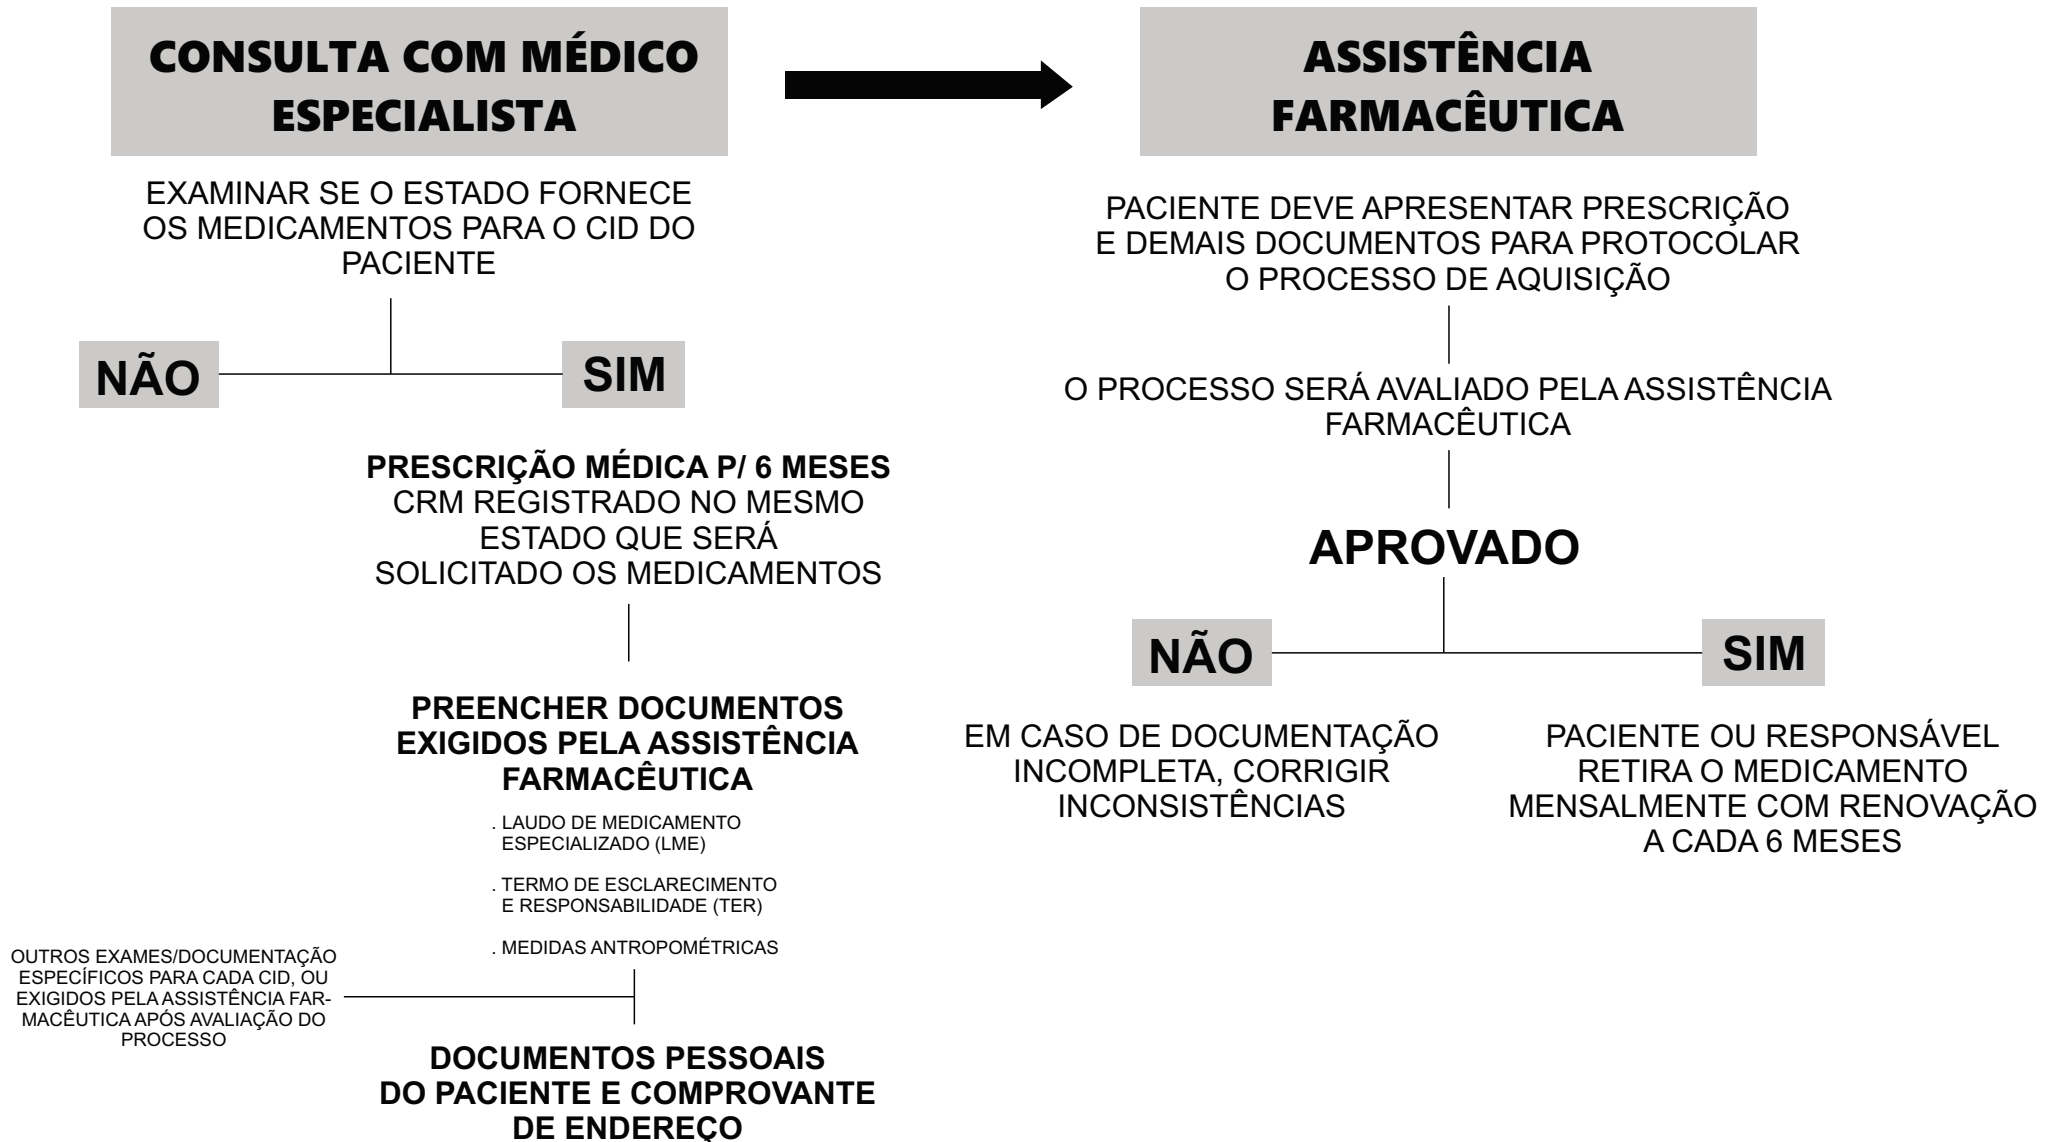 CONSULTA COM MÉDICO
ESPECIALISTA
EXAMINAR SE O ESTADO FORNECE
OS MEDICAMENTOS PARA O CID DO
PACIENTE
NÃO
SIM
PRESCRIÇÃO MÉDICA P/ 6 MESES
CRM REGISTRADO NO MESMO
ESTADO QUE SERÁ
SOLICITADO OS MEDICAMENTOS
PREENCHER DOCUMENTOS
EXIGIDOS PELA ASSISTÊNCIA
FARMACÊUTICA
. LAUDO DE MEDICAMENTO
ESPECIALIZADO (LME)
. TERMO DE ESCLARECIMENTO
E RESPONSABILIDADE (TER)
. MEDIDAS ANTROPOMÉTRICAS
OUTROS EXAMES/DOCUMENTAÇÃO
ESPECÍFICOS PARA CADA CID, OU
EXIGIDOS PELA ASSISTÊNCIA FAR-
MACÊUTICA APÓS AVALIAÇÃO DO
PROCESSO
DOCUMENTOS PESSOAIS
DO PACIENTE E COMPROVANTE
DE ENDEREÇO
ASSISTÊNCIA
FARMACÊUTICA
PACIENTE DEVE APRESENTAR PRESCRIÇÃO
E DEMAIS DOCUMENTOS PARA PROTOCOLAR
O PROCESSO DE AQUISIÇÃO
O PROCESSO SERÁ AVALIADO PELA ASSISTÊNCIA
FARMACÊUTICA
APROVADO
NÃO
SIM
EM CASO DE DOCUMENTAÇÃO
INCOMPLETA, CORRIGIR
INCONSISTÊNCIAS
PACIENTE OU RESPONSÁVEL
RETIRA O MEDICAMENTO
MENSALMENTE COM RENOVAÇÃO
A CADA 6 MESES